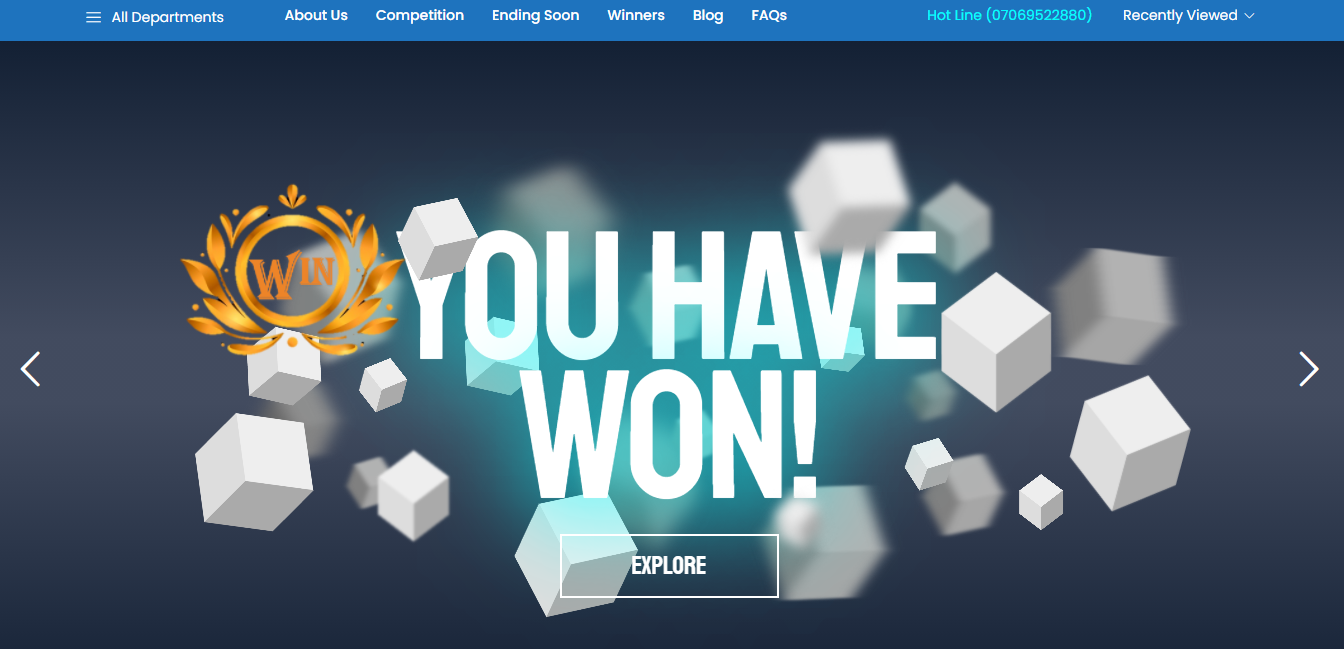 All Departments
About Us
Competition
Ending Soon
Winners
Blog
FAQs
Hot Line (07069522880)
Recently Viewed
WIN
YOU HAVE
WON!
EXPLORE